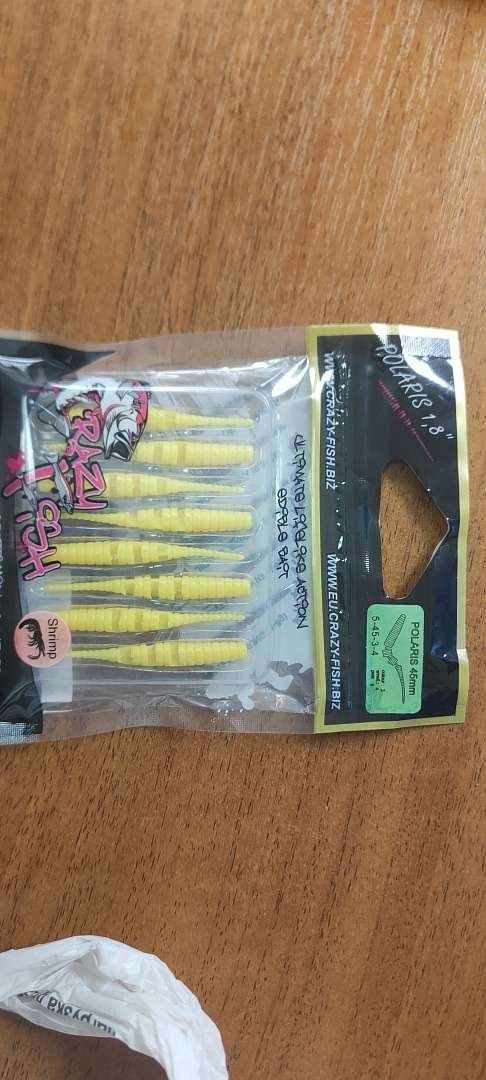 POLARIS 1,8"
WWW.CRAZY-FISH.BIZ
WWW.EU.CRAZY-FISH.BIZ
POLARIS 45mm
5-45-3-4
CRAZY
FISH
ULTIMATE LIVELIKE ACTION
EDIBLE BAIT
Shrimp